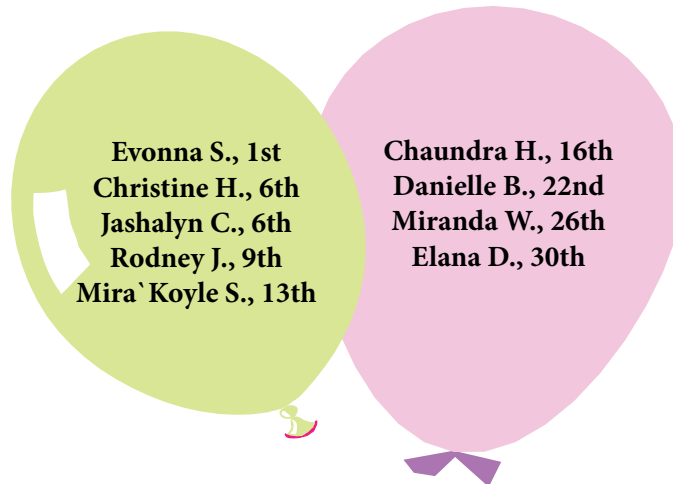 Evonna S., 1st
Christine H., 6th
Jashalyn C., 6th
Rodney J., 9th
Mira`Koyle S., 13th
Chaundra H., 16th
Danielle B., 22nd
Miranda W., 26th
Elana D., 30th